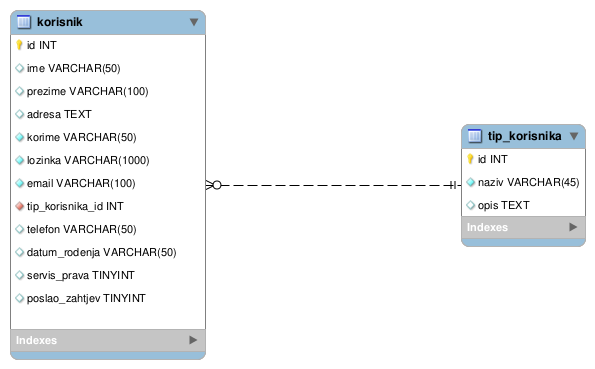 korisnik
id INT
ime VARCHAR(50)
prezime VARCHAR(100)
adresa TEXT
korime VARCHAR(50)
lozinka VARCHAR(1000)
email VARCHAR(100)
tip_korisnika_id INT
telefon VARCHAR(50)
datum_rodenja VARCHAR(50)
servis_prava TINYINT
poslao_zahtjev TINYINT
Indexes
tip_korisnika
id INT
naziv VARCHAR(45)
opis TEXT
Indexes